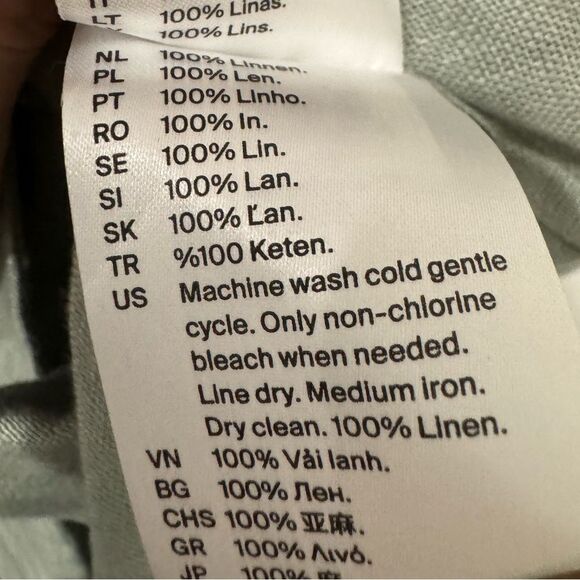 LT 100% Linas.
100% Lins.
NL 100% Linnen.
PL 100% Len.
PT 100% Linho.
RO 100% In.
SE 100% Lin.
SI 100% Lan.
SK 100% Ľan.
TR %100 Keten.
US Machine wash cold gentle
cycle. Only non-chlorine
bleach when needed.
Line dry. Medium iron.
Dry clean. 100% Linen.
VN 100% Vải lanh.
BG 100% Лен.
CHS 100% 亚麻.
GR 100% Λινό.
JP 100% 麻